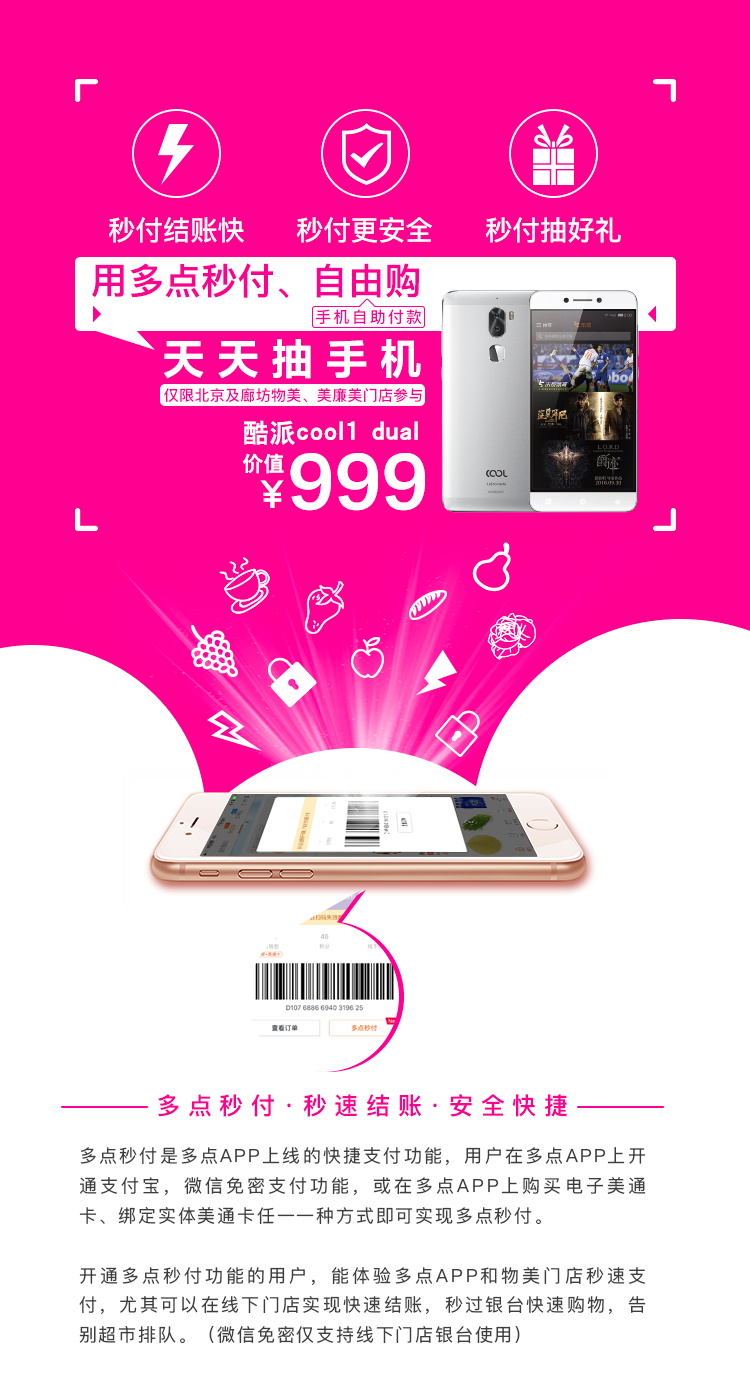 秒付结账快 秒付更安全 秒付抽好礼
用多点秒付、自由购
手机自助付款
天天抽手机
仅限北京及廊坊物美、美廉美门店参与
酷派cool1 dual
价值
¥999
COOL
L.O.R.D
爵迹
2016.09.30
46
积分
D107 6886 6940 3196 25
查看订单
多点秒付
多点秒付·秒速结账·安全快捷
多点秒付是多点APP上线的快捷支付功能，用户在多点APP上开
通支付宝，微信免密支付功能，或在多点APP上购买电子美通
卡、绑定实体美通卡任一一种方式即可实现多点秒付。
开通多点秒付功能的用户，能体验多点APP和物美门店秒速支
付，尤其可以在线下门店实现快速结账，秒过银台快速购物，告
别超市排队。（微信免密仅支持线下门店银台使用）